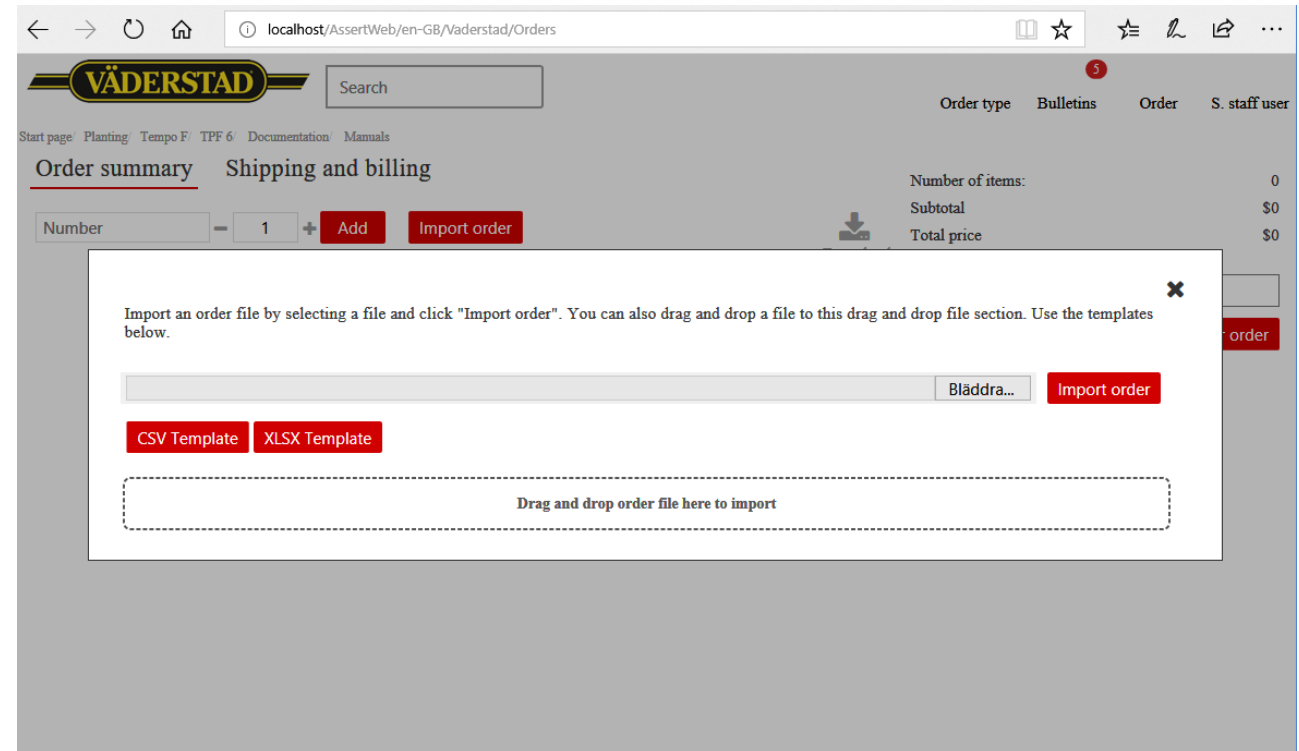 localhost/AssertWeb/en-GB/Vaderstad/Orders
VÄDERSTAD
Search
5
Order type Bulletins Order S. staff user
Start page/ Planting/ Tempo F/ TPF 6/ Documentation/ Manuals
Order summary Shipping and billing
Number of items: 0
Subtotal $0
Number 1 Add Import order
Total price $0
Import an order file by selecting a file and click "Import order". You can also drag and drop a file to this drag and drop file section. Use the templates
below.
order
Bläddra... Import order
CSV Template XLSX Template
Drag and drop order file here to import